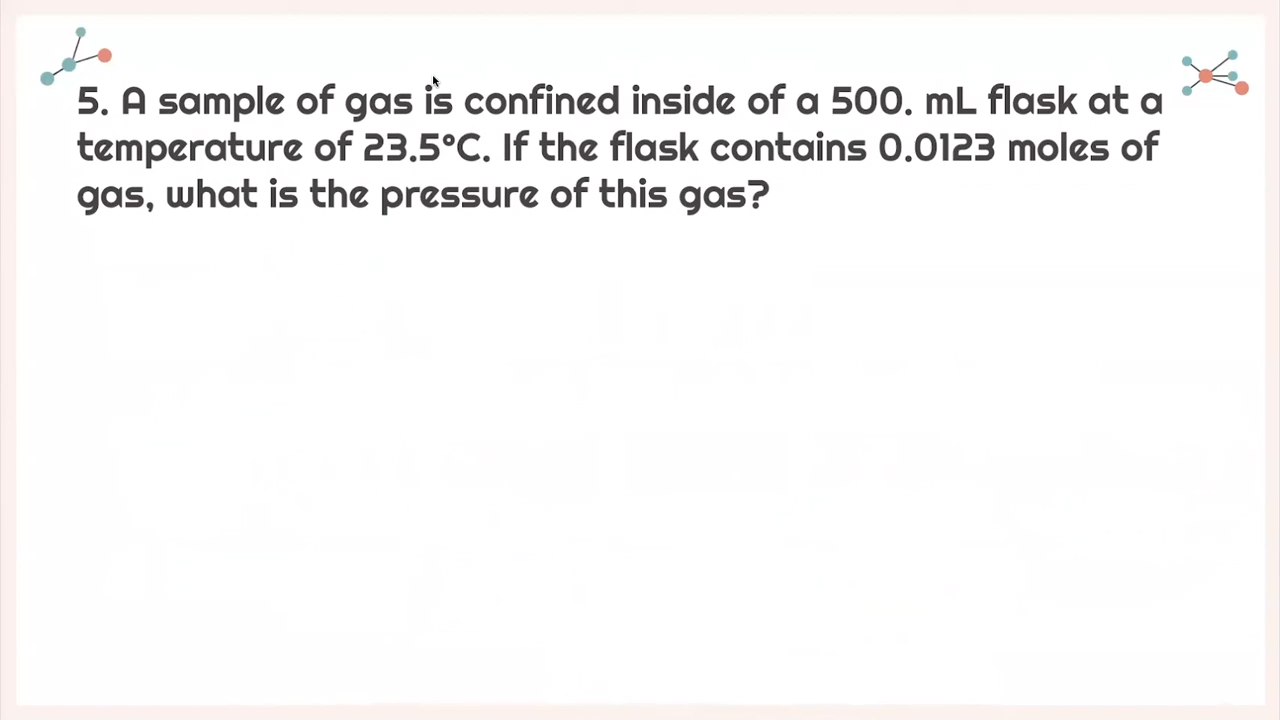 5. A sample of gas is confined inside of a 500. mL flask at a
temperature of 23.5°C. If the flask contains 0.0123 moles of
gas, what is the pressure of this gas?